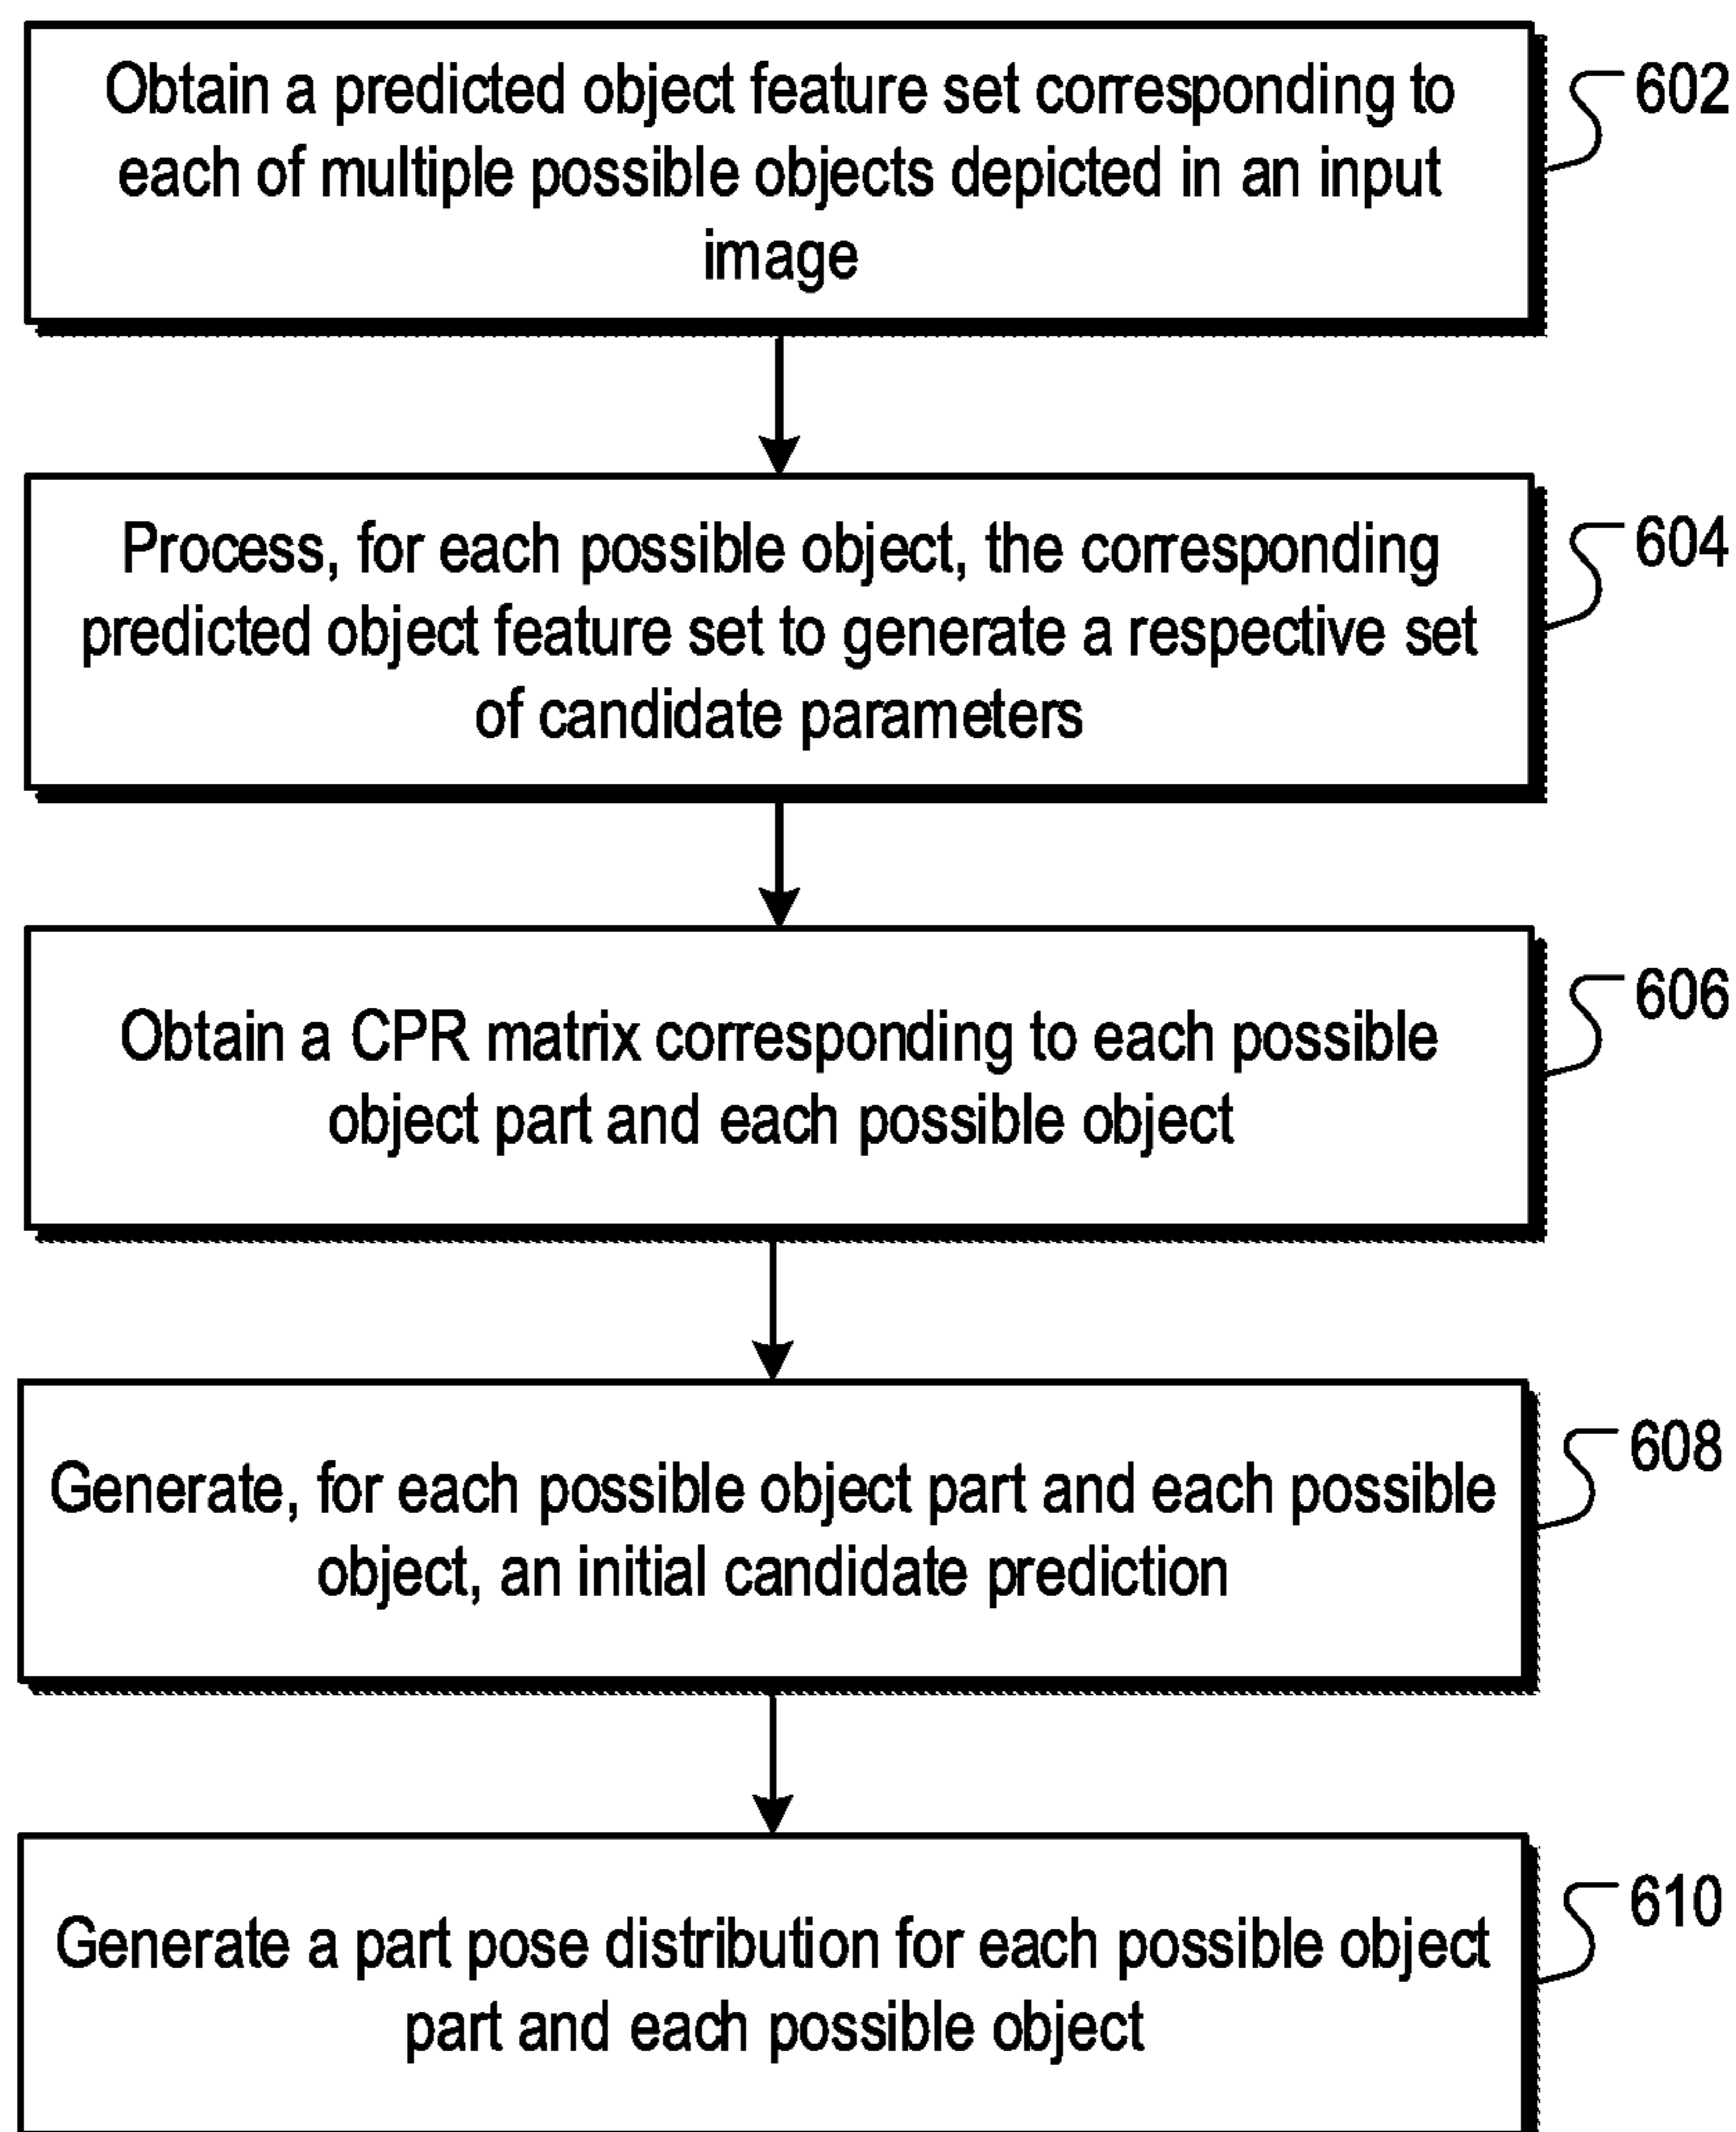 Obtain a predicted object feature set corresponding to
each of multiple possible objects depicted in an input
image
602
Process, for each possible object, the corresponding
predicted object feature set to generate a respective set
of candidate parameters
604
Obtain a CPR matrix corresponding to each possible
object part and each possible object
606
Generate, for each possible object part and each possible
object, an initial candidate prediction
608
Generate a part pose distribution for each possible object
part and each possible object
610